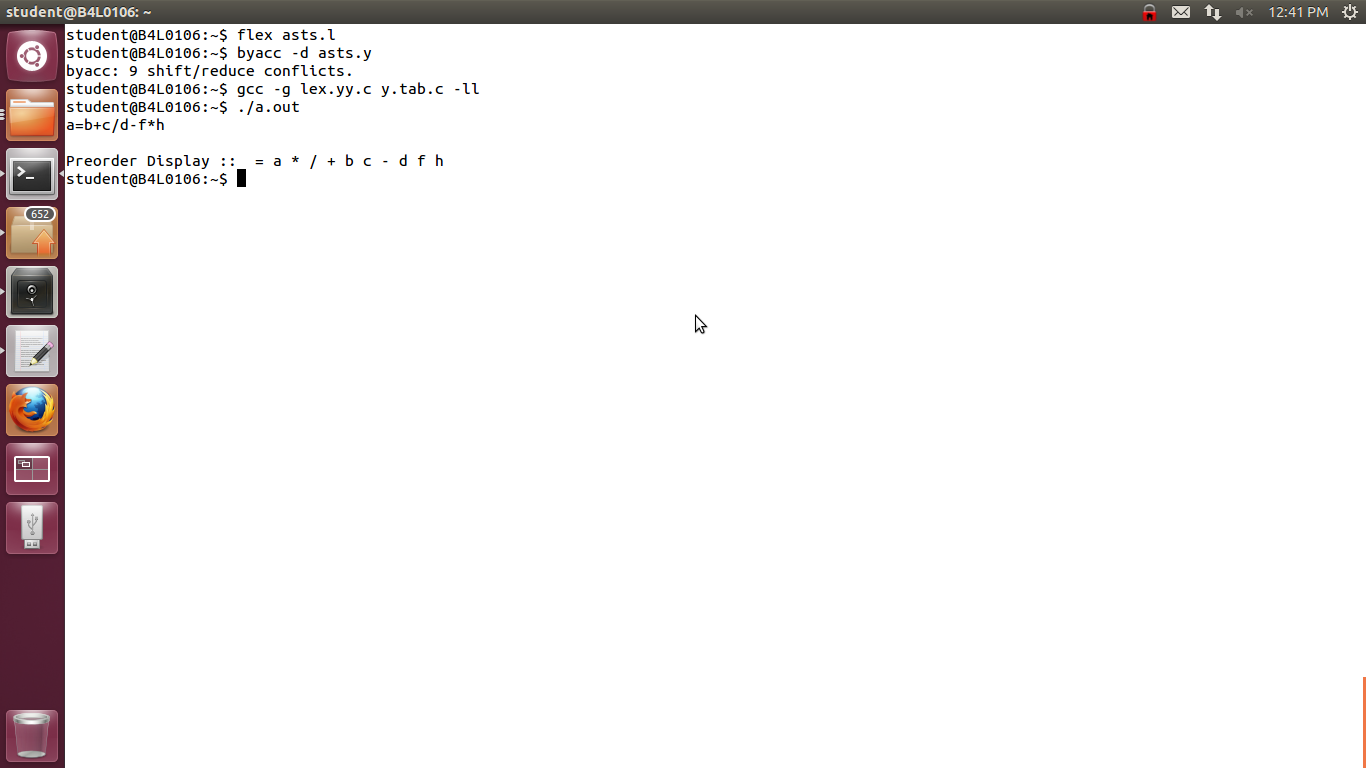 student@B4L0106: ~
12:41 PM
student@B4L0106:~$ flex asts.l
student@B4L0106:~$ byacc -d asts.y
byacc: 9 shift/reduce conflicts.
student@B4L0106:~$ gcc -g lex.yy.c y.tab.c -ll
student@B4L0106:~$ ./a.out
a=b+c/d-f*h
Preorder Display ::  = a * / + b c - d f h
student@B4L0106:~$
652